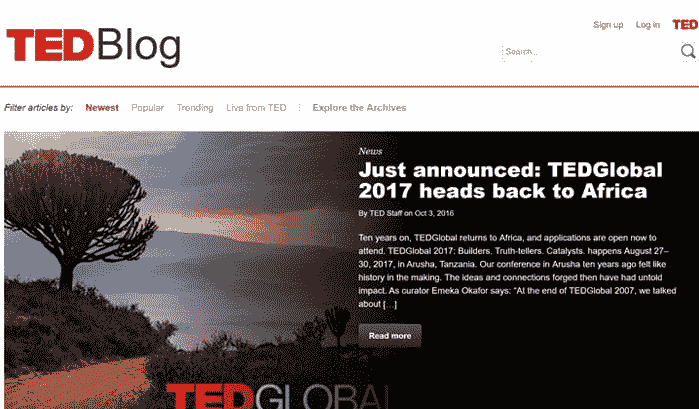 Sign up Log in TED
TEDBlog
Search...
Filter articles by: Newest Popular Trending Live from TED Explore the Archives
News
Just announced: TEDGlobal
2017 heads back to Africa
By TED Staff on Oct 3, 2016
Ten years on, TEDGlobal returns to Africa, and applications are open now to
attend. TEDGlobal 2017: Builders. Truth-tellers. Catalysts. happens August 27–
30, 2017, in Arusha, Tanzania. Our conference in Arusha ten years ago felt like
history in the making. The ideas and connections forged then have had untold
impact. As curator Emeka Okafor says: “At the end of TEDGlobal 2007, we talked
about […]
Read more
TEDGLOBAL